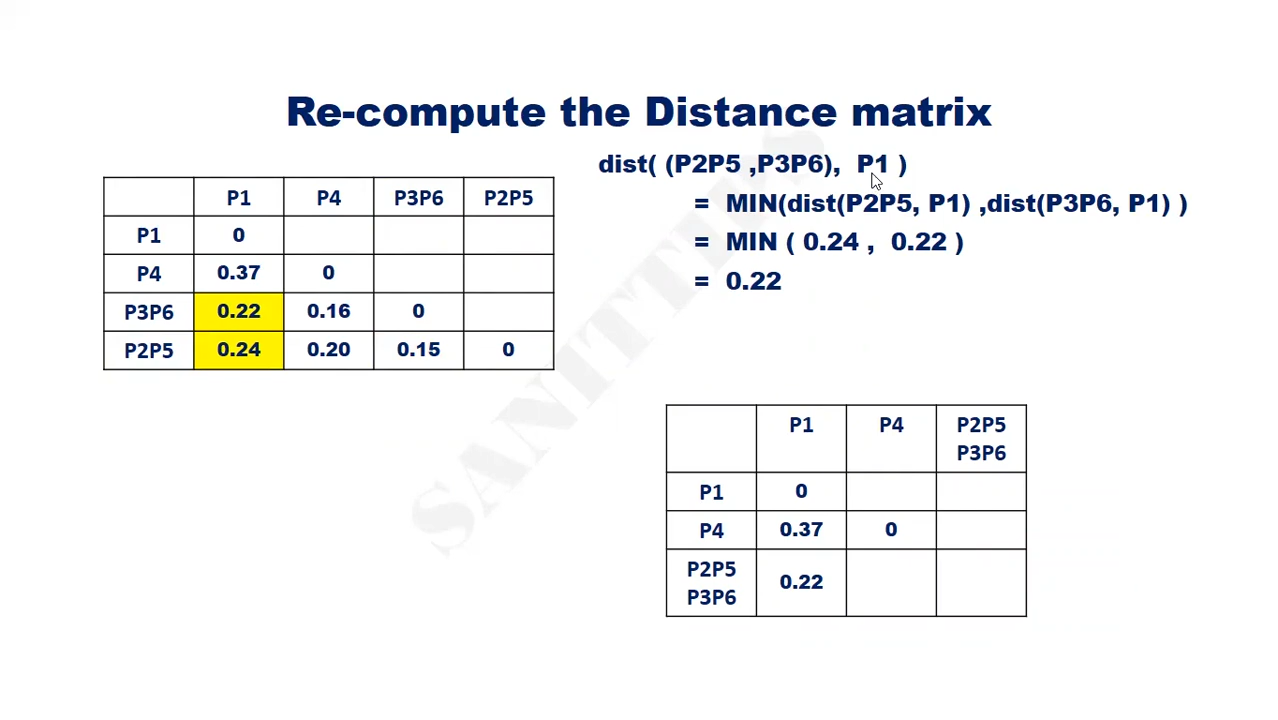 Re-compute the Distance matrix
dist( (P2P5 ,P3P6), P1 )
= MIN(dist(P2P5, P1) ,dist(P3P6, P1) )
= MIN ( 0.24 , 0.22 )
= 0.22
P1 P4 P3P6 P2P5
P1 0
P4 0.37 0
P3P6 0.22 0.16 0
P2P5 0.24 0.20 0.15 0
P1 P4 P2P5
P3P6
P1 0
P4 0.37 0
P2P5
P3P6 0.22
SANITTIPS